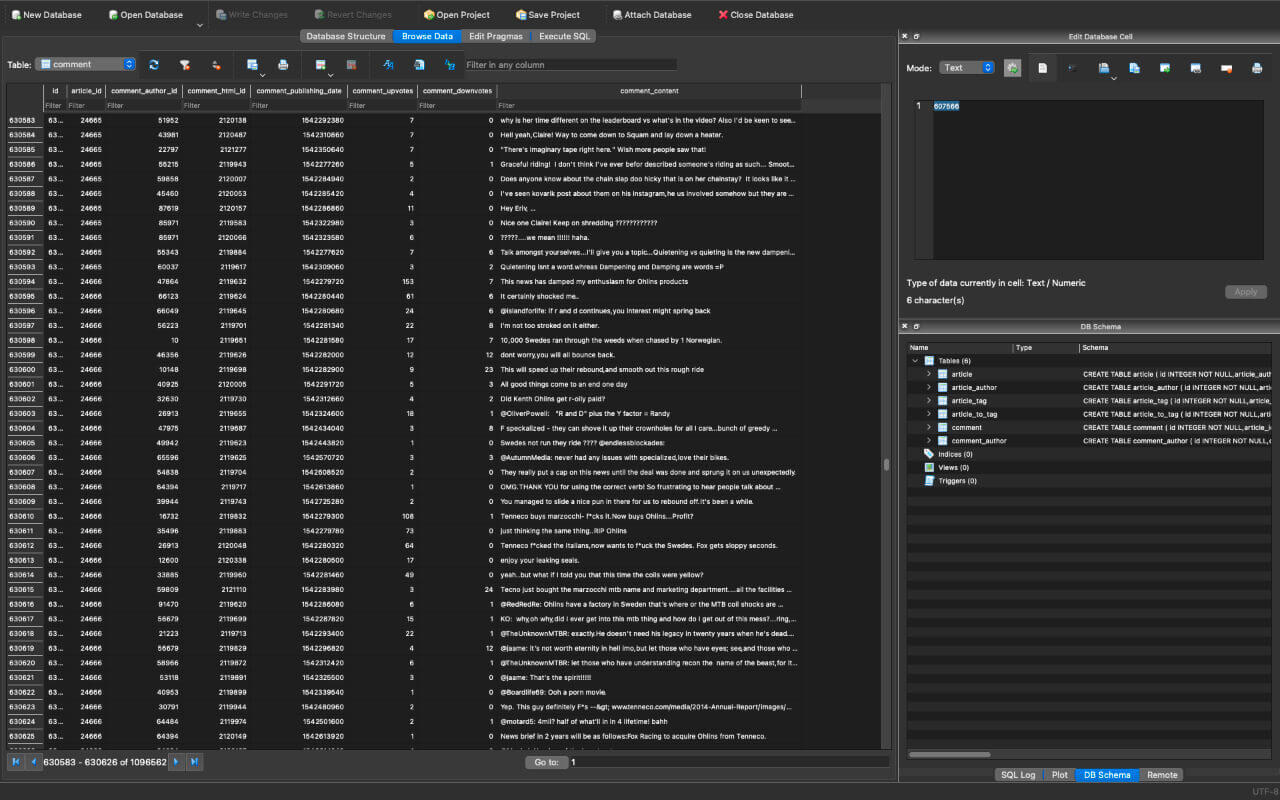 New Database Open Database Write Changes Revert Changes Open Project Save Project Attach Database Close Database
Database Structure Browse Data Edit Pragmas Execute SQL
Table: comment Filter in any column
id article_id comment_author_id comment_html_id comment_publishing_date comment_upvotes comment_downvotes comment_content
Filter Filter Filter Filter Filter Filter Filter Filter
630583 63... 24665 51952 2120138 1542292380 7 0 why is her time different on the leaderboard vs what's in the video? Also I'd be keen to see...
630584 63... 24665 43981 2120487 1542310860 7 0 Hell yeah,Claire! Way to come down to Squam and lay down a heater.
630585 63... 24665 22797 2121277 1542350640 7 0 "There's imaginary tape right here." Wish more people saw that!
630586 63... 24665 55215 2119943 1542277260 5 1 Graceful riding! I don't think I've ever befor described someone's riding as such... Smoot...
630587 63... 24665 59858 2120007 1542284940 2 0 Does anyone know about the chain slap doo hicky that is on her chainstay? It looks like it ...
630588 63... 24665 45460 2120053 1542285420 4 0 I've seen kovarik post about them on his instagram,he us involved somehow but they are ...
630589 63... 24665 87619 2120157 1542286860 11 0 Hey Eriv, ...
630590 63... 24665 85971 2119583 1542322980 3 0 Nice one Claire! Keep on shredding ????????????
630591 63... 24665 85971 2120066 1542323580 6 0 ?????....we mean !!!!!! haha.
630592 63... 24665 55343 2119884 1542277620 7 6 Talk amongst yourselves...I'll give you a topic...Quietening vs quieting is the new dampeni...
630593 63... 24665 60037 2119617 1542309060 3 2 Quietening isnt a word.whreas Dampening and Damping are words =P
630594 63... 24666 47864 2119632 1542279720 153 7 This news has damped my enthusiasm for Ohlins products
630595 63... 24666 66123 2119624 1542280440 61 6 It certainly shocked me..
630596 63... 24666 66049 2119645 1542280680 24 6 @islandforlife: If r and d continues,you interest might spring back
630597 63... 24666 56223 2119701 1542281340 22 8 I'm not too stroked on it either.
630598 63... 24666 10 2119661 1542281580 17 7 10,000 Swedes ran through the weeds when chased by 1 Norwegian.
630599 63... 24666 46356 2119626 1542282000 12 12 dont worry,you will all bounce back.
630600 63... 24666 10148 2119698 1542282900 9 23 This will speed up their rebound,and smooth out this rough ride
630601 63... 24666 40925 2120005 1542291720 5 3 All good things come to an end one day
630602 63... 24666 32630 2119730 1542312660 4 2 Did Kenth Ohlins get r-oily paid?
630603 63... 24666 26913 2119655 1542324600 18 1 @OliverPowell: "R and D" plus the Y factor = Randy
630604 63... 24666 47975 2119687 1542434040 3 8 F speckalized - they can shove it up their crownholes for all I care...bunch of greedy ...
630605 63... 24666 49942 2119623 1542443820 1 0 Swedes not run they ride ???? @endlessblockades:
630606 63... 24666 65596 2119625 1542570720 3 3 @AutumnMedia: never had any issues with specialized,love their bikes.
630607 63... 24666 54838 2119704 1542608520 2 0 They really put a cap on this news until the deal was done and sprung it on us unexpectedly.
630608 63... 24666 64394 2119717 1542613860 1 0 OMG.THANK YOU for using the correct verb! So frustrating to hear people talk about ...
630609 63... 24666 39944 2119743 1542725280 2 0 You managed to slide a nice pun in there for us to rebound off.it's been a while.
630610 63... 24666 16732 2119832 1542279300 108 1 Tenneco buys marzocchi- f*cks it.Now buys Ohlins...Profit?
630611 63... 24666 35496 2119883 1542279780 73 0 just thinking the same thing..RIP Ohlins
630612 63... 24666 26913 2120048 1542280320 64 0 Tenneco f*cked the Italians,now wants to f*uck the Swedes. Fox gets sloppy seconds.
630613 63... 24666 12600 2120338 1542280500 17 0 enjoy your leaking seals.
630614 63... 24666 33885 2119960 1542281460 49 0 yeah..but what if I told you that this time the coils were yellow?
630615 63... 24666 59809 2121110 1542283980 3 24 Tecno just bought the marzocchi mtb name and marketing department....all the facilities ...
630616 63... 24666 91470 2119620 1542286080 6 1 @RedRedRe: Ohlins have a factory in Sweden that's where or the MTB coil shocks are ...
630617 63... 24666 56679 2119699 1542287820 15 1 KO: why,oh why,did I ever get into this mtb thing and how do I get out of this mess?...ring,...
630618 63... 24666 21223 2119713 1542293400 22 1 @TheUnknownMTBR: exactly.He doesn't need his legacy in twenty years when he's dead....
630619 63... 24666 56679 2119829 1542296820 4 12 @jaame: It's not worth eternity in hell imo,but let those who have eyes; see,and those who ...
630620 63... 24666 58966 2119872 1542312420 6 1 @TheUnknownMTBR: let those who have understanding recon the name of the beast,for it...
630621 63... 24666 53118 2119891 1542325500 3 0 @jaame: That's the spirit!!!!!
630622 63... 24666 40953 2119899 1542339540 1 0 @Boardlife69: Ooh a porn movie.
630623 63... 24666 30791 2119944 1542480960 2 0 Yep. This guy definitely F*s --&gt; www.tenneco.com/media/2014-Annual-Report/images/...
630624 63... 24666 64484 2119974 1542501600 2 1 @motard5: 4mil? half of what'll in in 4 lifetime! bahh
630625 63... 24666 64394 2120149 1542613920 1 0 News brief in 2 years will be as follows:Fox Racing to acquire Ohlins from Tenneco.
630583 - 630626 of 1096562 Go to: 1
Edit Database Cell
Mode: Text
1 607566
Type of data currently in cell: Text / Numeric
6 character(s)
Apply
DB Schema
Name Type Schema
Tables (6)
article CREATE TABLE article ( id INTEGER NOT NULL,article_auth
article_author CREATE TABLE article_author ( id INTEGER NOT NULL,ar
article_tag CREATE TABLE article_tag ( id INTEGER NOT NULL,article_
article_to_tag CREATE TABLE article_to_tag ( id INTEGER NOT NULL,arti
comment CREATE TABLE comment ( id INTEGER NOT NULL,article_i
comment_author CREATE TABLE comment_author ( id INTEGER NOT NULL,c
Indices (0)
Views (0)
Triggers (0)
SQL Log Plot DB Schema Remote
UTF-8